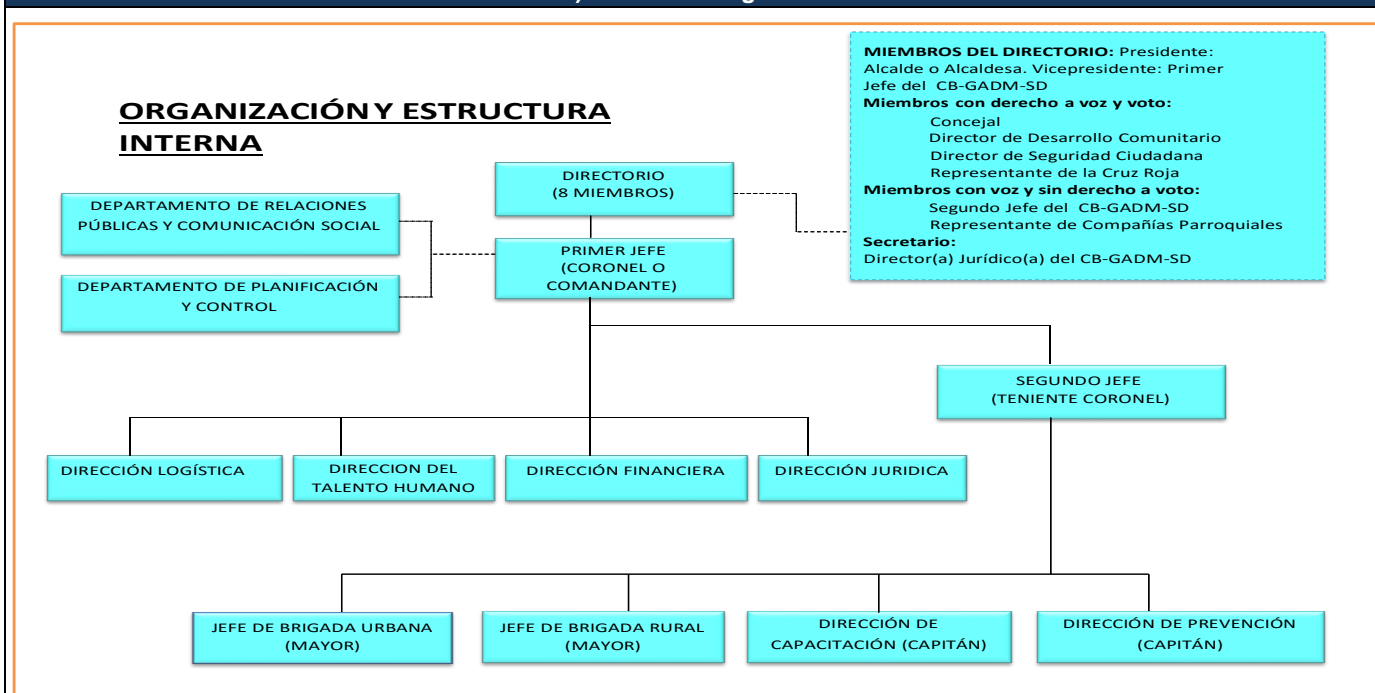 ORGANIZACIÓN Y ESTRUCTURA
INTERNA
MIEMBROS DEL DIRECTORIO: Presidente:
Alcalde o Alcaldesa. Vicepresidente: Primer
Jefe del CB-GADM-SD
Miembros con derecho a voz y voto:
Concejal
Director de Desarrollo Comunitario
Director de Seguridad Ciudadana
Representante de la Cruz Roja
Miembros con voz y sin derecho a voto:
Segundo Jefe del CB-GADM-SD
Representante de Compañías Parroquiales
Secretario:
Director(a) Jurídico(a) del CB-GADM-SD
DIRECTORIO
(8 MIEMBROS)
DEPARTAMENTO DE RELACIONES
PÚBLICAS Y COMUNICACIÓN SOCIAL
PRIMER JEFE
(CORONEL O
COMANDANTE)
DEPARTAMENTO DE PLANIFICACIÓN
Y CONTROL
SEGUNDO JEFE
(TENIENTE CORONEL)
DIRECCIÓN LOGÍSTICA
DIRECCION DEL
TALENTO HUMANO
DIRECCIÓN FINANCIERA
DIRECCIÓN JURIDICA
JEFE DE BRIGADA URBANA
(MAYOR)
JEFE DE BRIGADA RURAL
(MAYOR)
DIRECCIÓN DE
CAPACITACIÓN (CAPITÁN)
DIRECCIÓN DE PREVENCIÓN
(CAPITÁN)